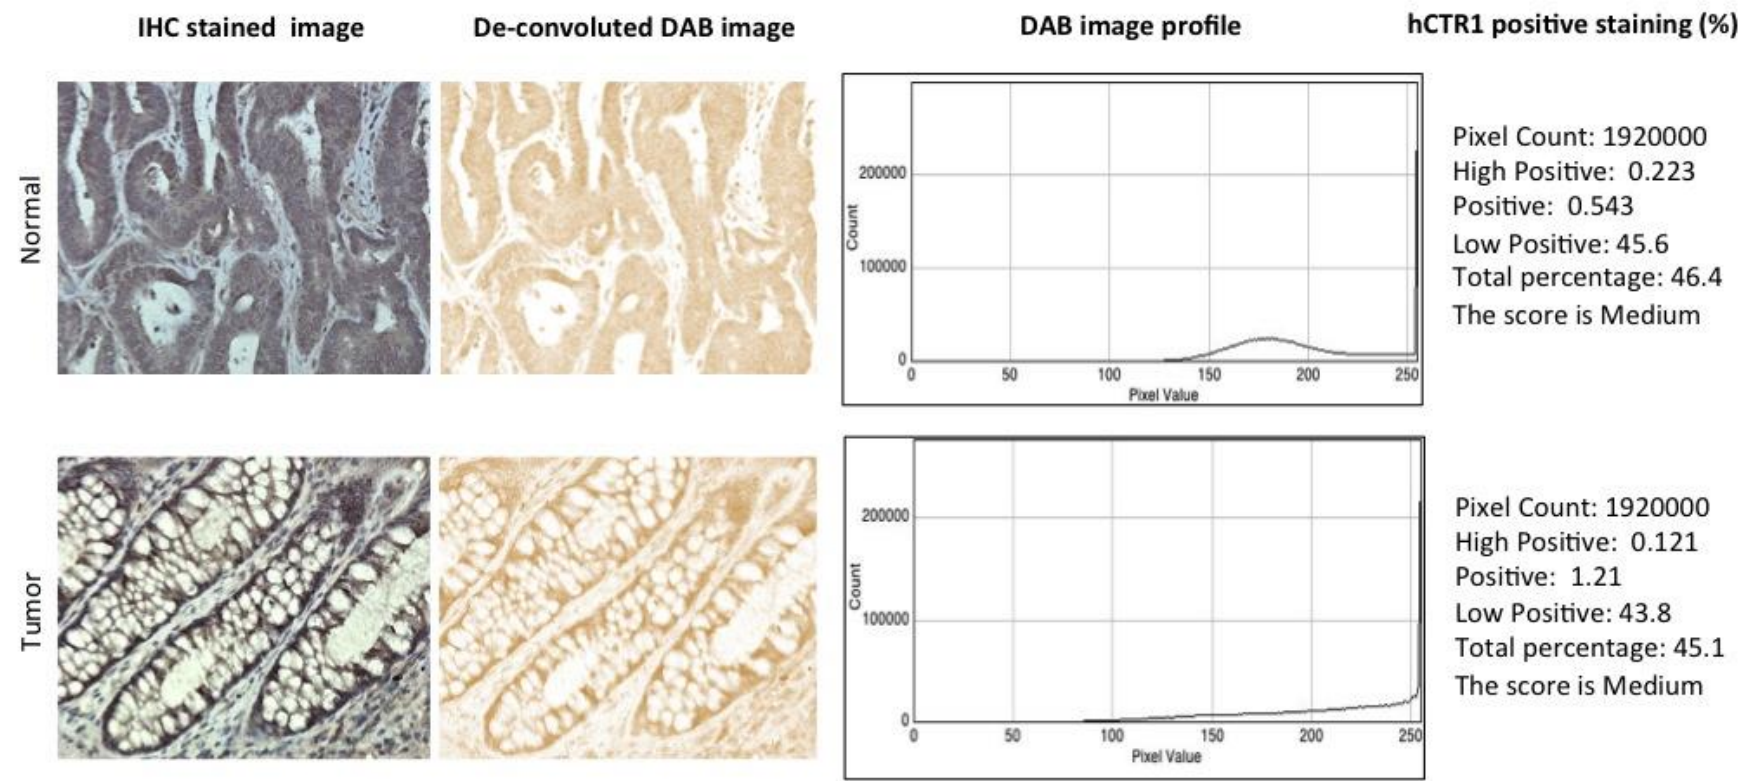 IHC stained image
De-convoluted DAB image
DAB image profile
hCTR1 positive staining (%)
Normal
Count
200000
100000
0
0 50 100 150 200 250
Pixel Value
Pixel Count: 1920000
High Positive: 0.223
Positive: 0.543
Low Positive: 45.6
Total percentage: 46.4
The score is Medium
Tumor
Count
200000
100000
0
0 50 100 150 200 250
Pixel Value
Pixel Count: 1920000
High Positive: 0.121
Positive: 1.21
Low Positive: 43.8
Total percentage: 45.1
The score is Medium